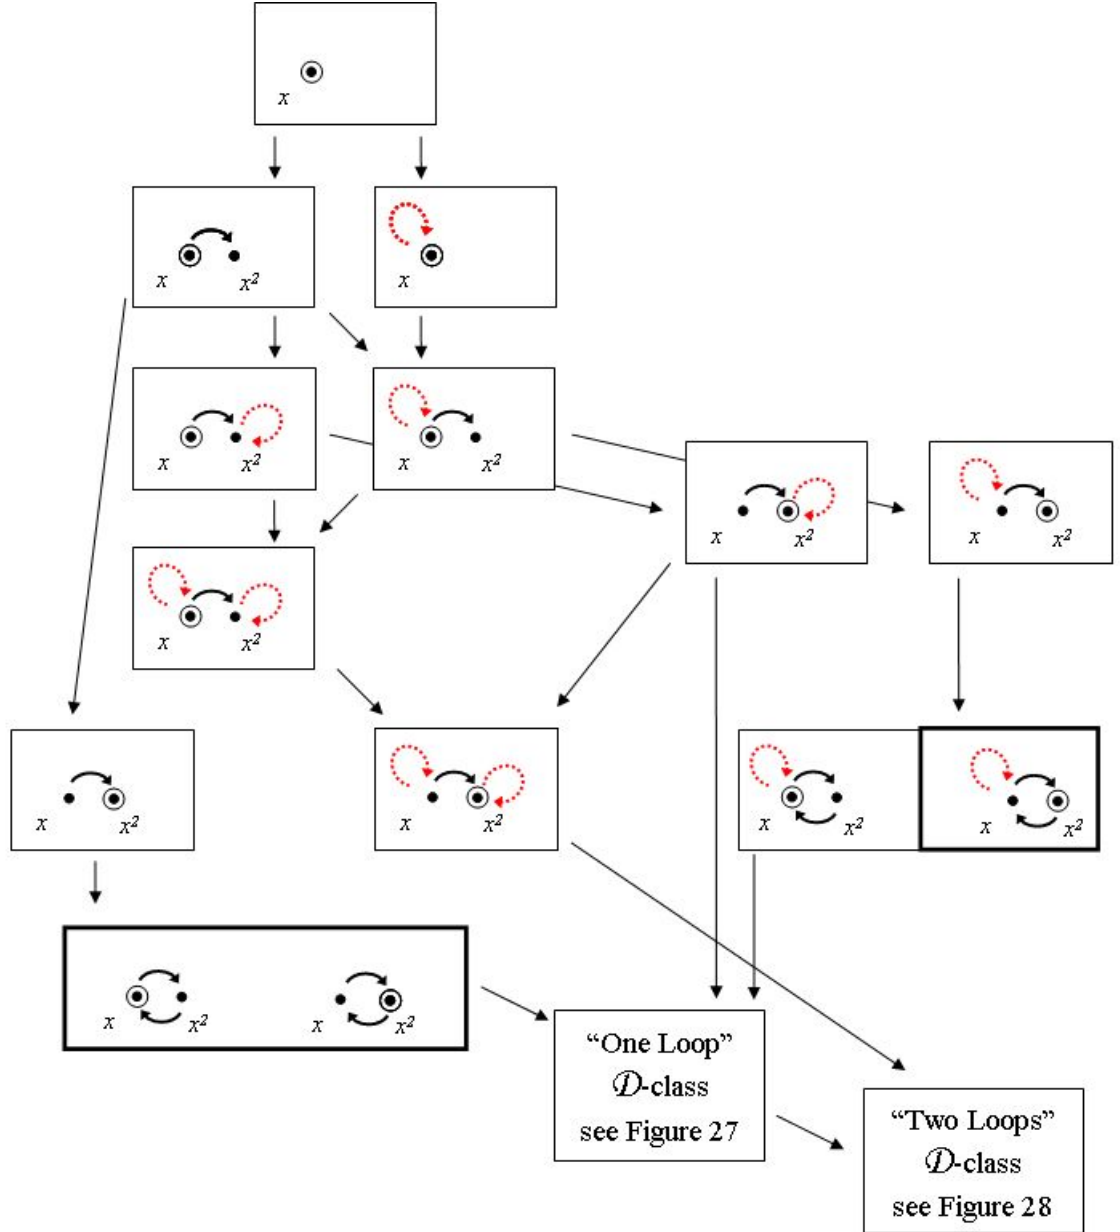 x
x²
x
x
x²
x
x²
x
x²
x
x²
x
x²
x
x²
x
x²
x
x²
x
x²
x
x²
x
x²
x
“One Loop”
𝒟-class
see Figure 27
“Two Loops”
𝒟-class
see Figure 28